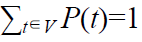 ∑t∈V P(t)=1